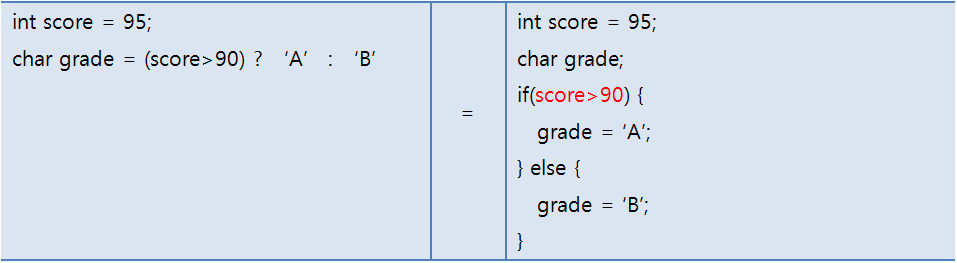 int score = 95;
char grade = (score>90) ? ‘A’ : ‘B’
=
int score = 95;
char grade;
if(score>90) {
grade = ‘A’;
} else {
grade = ‘B’;
}